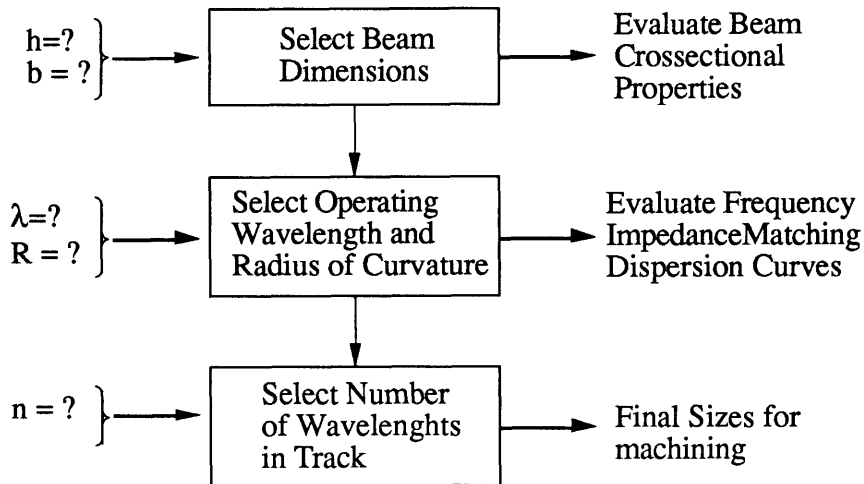 h=?
b = ?
Select Beam
Dimensions
Evaluate Beam
Crossectional
Properties
λ=?
R = ?
Select Operating
Wavelength and
Radius of Curvature
Evaluate Frequency
ImpedanceMatching
Dispersion Curves
n = ?
Select Number
of Wavelenghts
in Track
Final Sizes for
machining